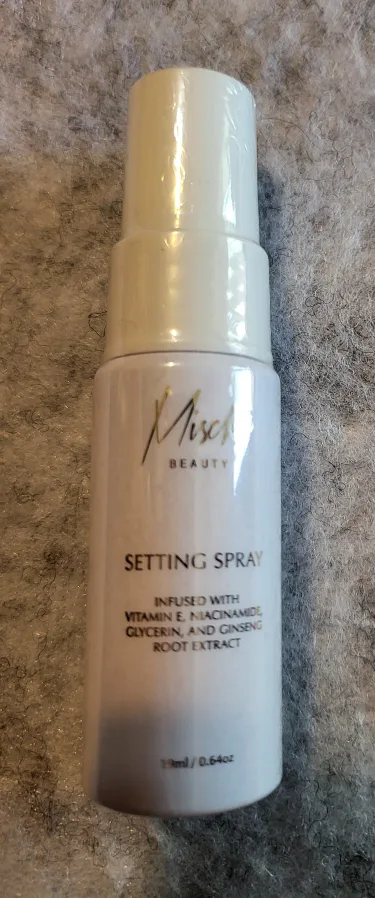 BEAUTY
SETTING SPRAY
INFUSED WITH
VITAMIN E, NIACINAMIDE,
GLYCERIN, AND GINSENG
ROOT EXTRACT
19ml / 0.64oz